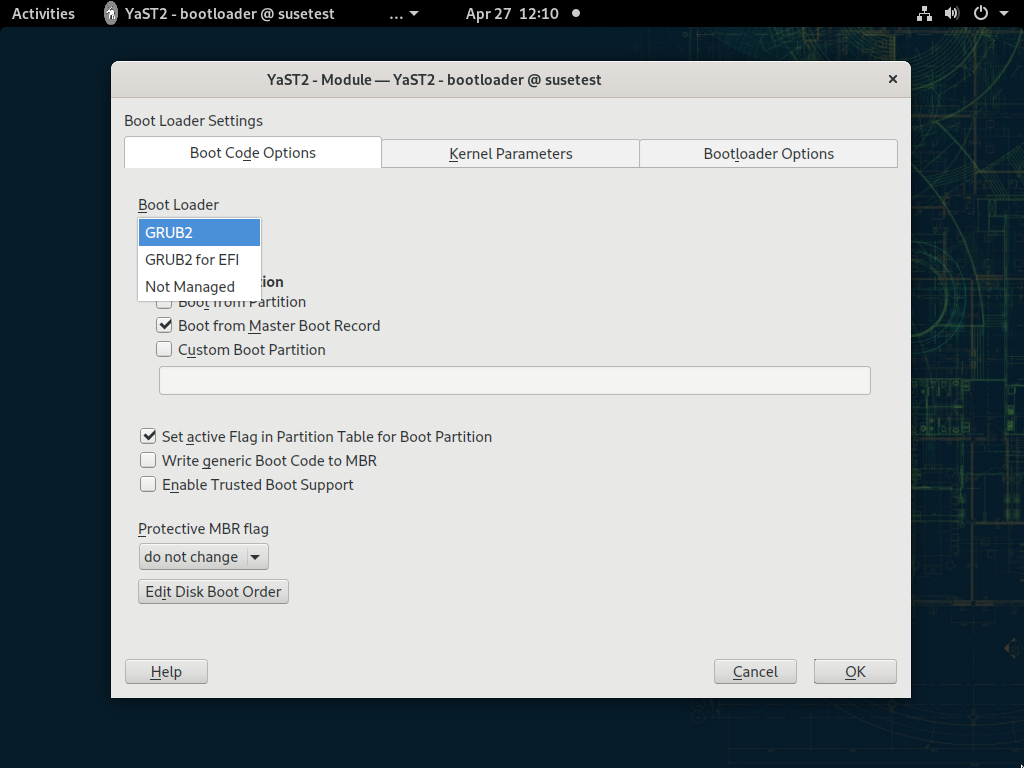 Activities YaST2 - bootloader @ susetest ... Apr 27 12:10
YaST2 - Module — YaST2 - bootloader @ susetest ×
Boot Loader Settings
Boot Code Options Kernel Parameters Bootloader Options
Boot Loader
GRUB2
GRUB2 for EFI
Not Managed
Boot from Partition
Boot from Master Boot Record
Custom Boot Partition
Set active Flag in Partition Table for Boot Partition
Write generic Boot Code to MBR
Enable Trusted Boot Support
Protective MBR flag
do not change
Edit Disk Boot Order
Help Cancel OK